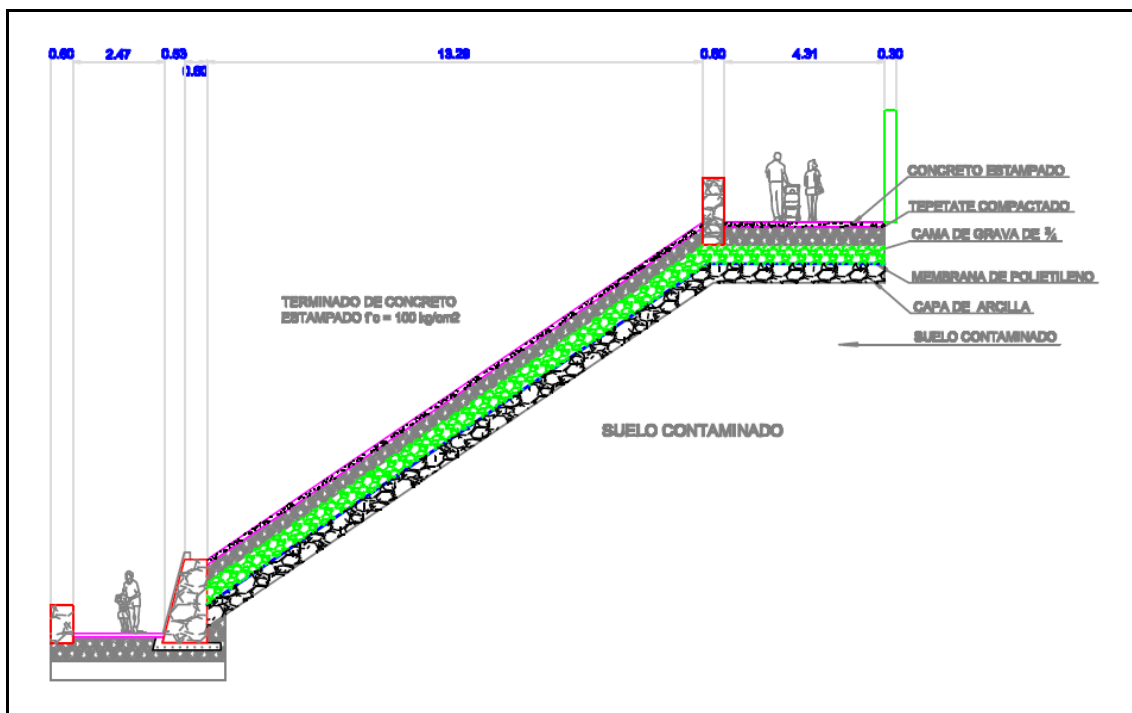 0.60 2.47 0.53 13.28 0.60 4.31 0.30
0.60
CONCRETO ESTAMPADO
TEPETATE COMPACTADO
CAMA DE GRAVA DE ¾
MEMBRANA DE POLIETILENO
CAPA DE ARCILLA
SUELO CONTAMINADO
TERMINADO DE CONCRETO
ESTAMPADO f'c = 100 kg/cm2
SUELO CONTAMINADO